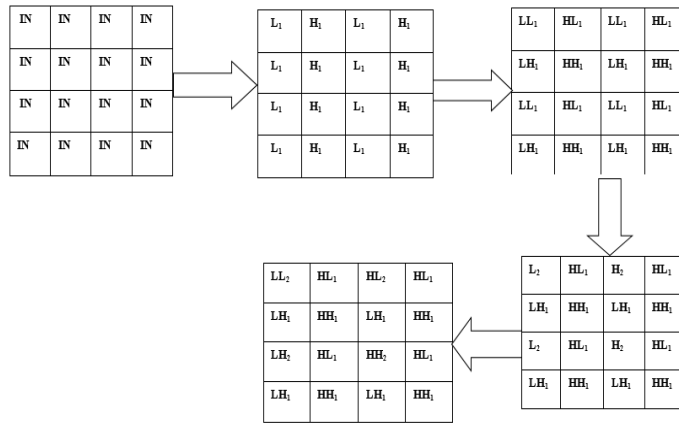 IN IN IN IN
IN IN IN IN
IN IN IN IN
IN IN IN IN
L₁ H₁ L₁ H₁
L₁ H₁ L₁ H₁
L₁ H₁ L₁ H₁
L₁ H₁ L₁ H₁
LL₁ HL₁ LL₁ HL₁
LH₁ HH₁ LH₁ HH₁
LL₁ HL₁ LL₁ HL₁
LH₁ HH₁ LH₁ HH₁
L₂ HL₁ H₂ HL₁
LH₁ HH₁ LH₁ HH₁
L₂ HL₁ H₂ HL₁
LH₁ HH₁ LH₁ HH₁
LL₂ HL₁ HL₂ HL₁
LH₁ HH₁ LH₁ HH₁
LH₂ HL₁ HH₂ HL₁
LH₁ HH₁ LH₁ HH₁